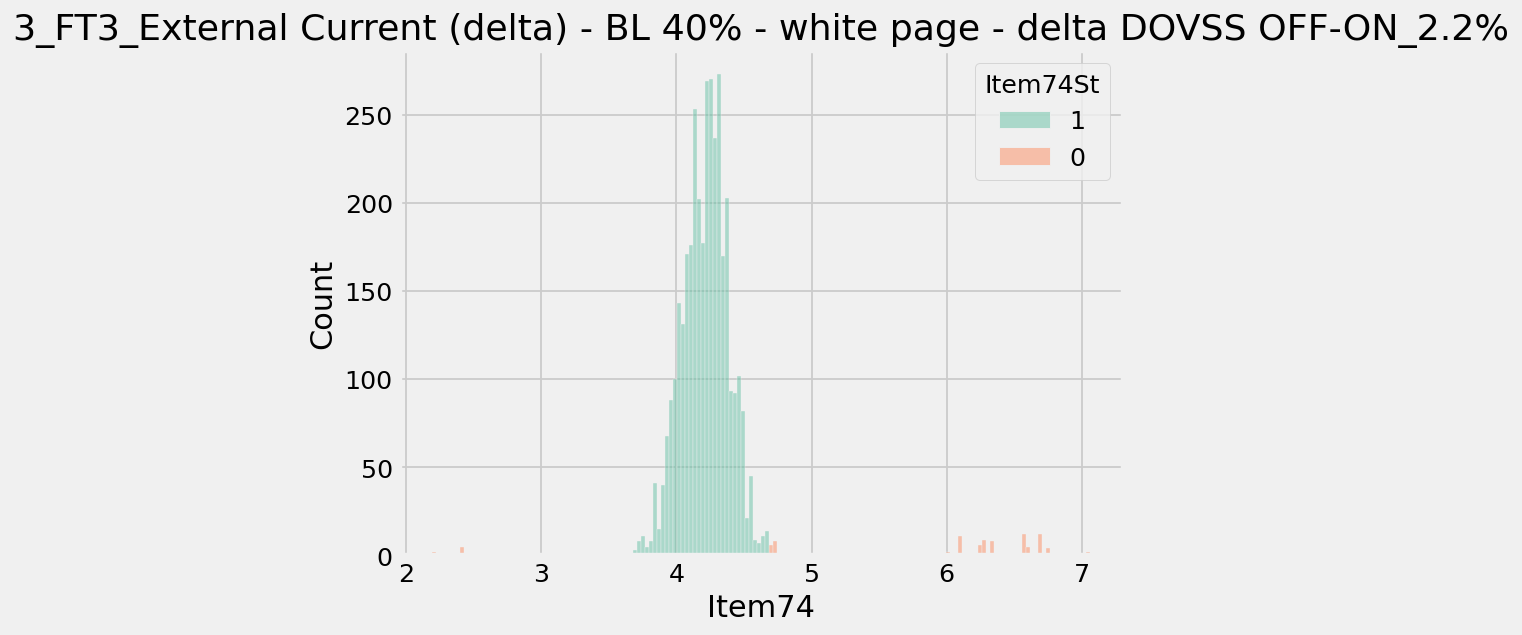 3_FT3_External Current (delta) - BL 40% - white page - delta DOVSS OFF-ON_2.2%
Item74St
1
0
250
200
150
100
50
0
Count
2 3 4 5 6 7
Item74